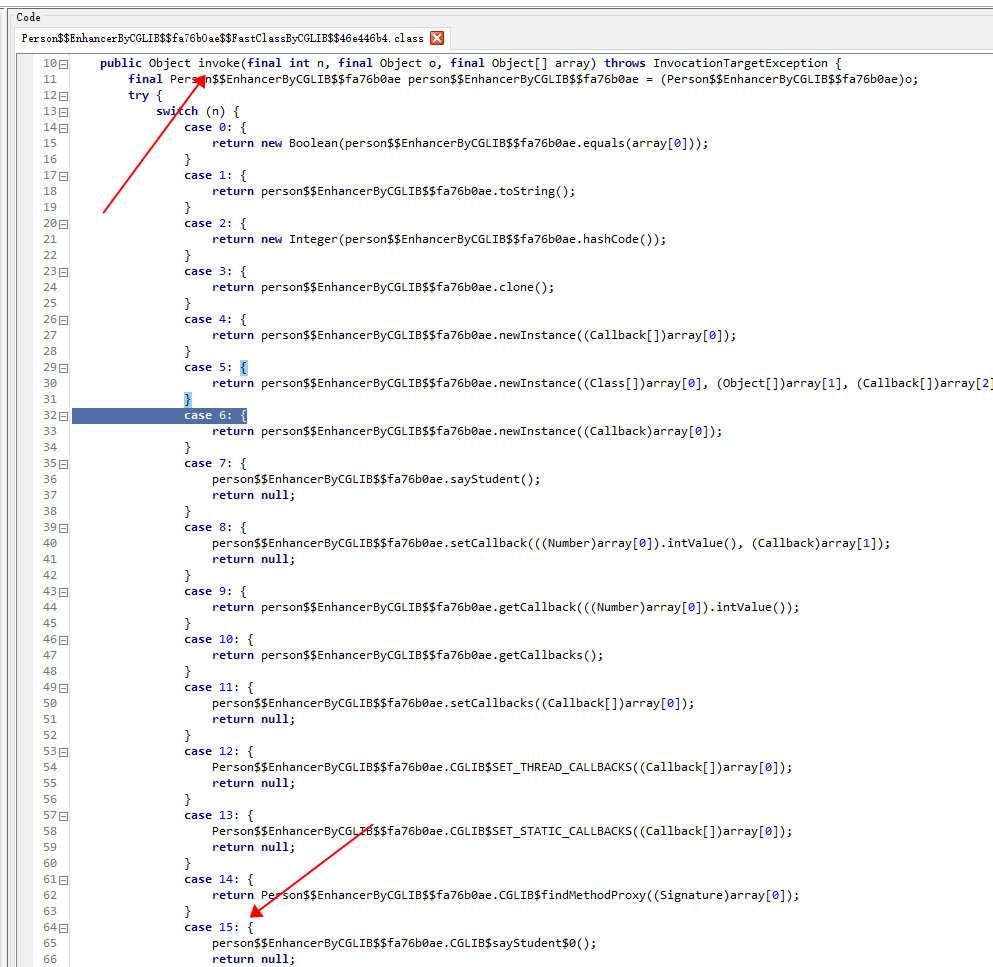 Code
Person$$EnhancerByCGLIB$$fa76b0ae$$FastClassByCGLIB$$46e446b4.class
10 public Object invoke(final int n, final Object o, final Object[] array) throws InvocationTargetException {
11 final Person$$EnhancerByCGLIB$$fa76b0ae person$$EnhancerByCGLIB$$fa76b0ae = (Person$$EnhancerByCGLIB$$fa76b0ae)o;
12 try {
13 switch (n) {
14 case 0: {
15 return new Boolean(person$$EnhancerByCGLIB$$fa76b0ae.equals(array[0]));
16 }
17 case 1: {
18 return person$$EnhancerByCGLIB$$fa76b0ae.toString();
19 }
20 case 2: {
21 return new Integer(person$$EnhancerByCGLIB$$fa76b0ae.hashCode());
22 }
23 case 3: {
24 return person$$EnhancerByCGLIB$$fa76b0ae.clone();
25 }
26 case 4: {
27 return person$$EnhancerByCGLIB$$fa76b0ae.newInstance((Callback[])array[0]);
28 }
29 case 5: {
30 return person$$EnhancerByCGLIB$$fa76b0ae.newInstance((Class[])array[0], (Object[])array[1], (Callback[])array[2]
31 }
32 case 6: {
33 return person$$EnhancerByCGLIB$$fa76b0ae.newInstance((Callback)array[0]);
34 }
35 case 7: {
36 person$$EnhancerByCGLIB$$fa76b0ae.sayStudent();
37 return null;
38 }
39 case 8: {
40 person$$EnhancerByCGLIB$$fa76b0ae.setCallback(((Number)array[0]).intValue(), (Callback)array[1]);
41 return null;
42 }
43 case 9: {
44 return person$$EnhancerByCGLIB$$fa76b0ae.getCallback(((Number)array[0]).intValue());
45 }
46 case 10: {
47 return person$$EnhancerByCGLIB$$fa76b0ae.getCallbacks();
48 }
49 case 11: {
50 person$$EnhancerByCGLIB$$fa76b0ae.setCallbacks((Callback[])array[0]);
51 return null;
52 }
53 case 12: {
54 Person$$EnhancerByCGLIB$$fa76b0ae.CGLIB$SET_THREAD_CALLBACKS((Callback[])array[0]);
55 return null;
56 }
57 case 13: {
58 Person$$EnhancerByCGLIB$$fa76b0ae.CGLIB$SET_STATIC_CALLBACKS((Callback[])array[0]);
59 return null;
60 }
61 case 14: {
62 return Person$$EnhancerByCGLIB$$fa76b0ae.CGLIB$findMethodProxy((Signature)array[0]);
63 }
64 case 15: {
65 person$$EnhancerByCGLIB$$fa76b0ae.CGLIB$sayStudent$0();
66 return null;